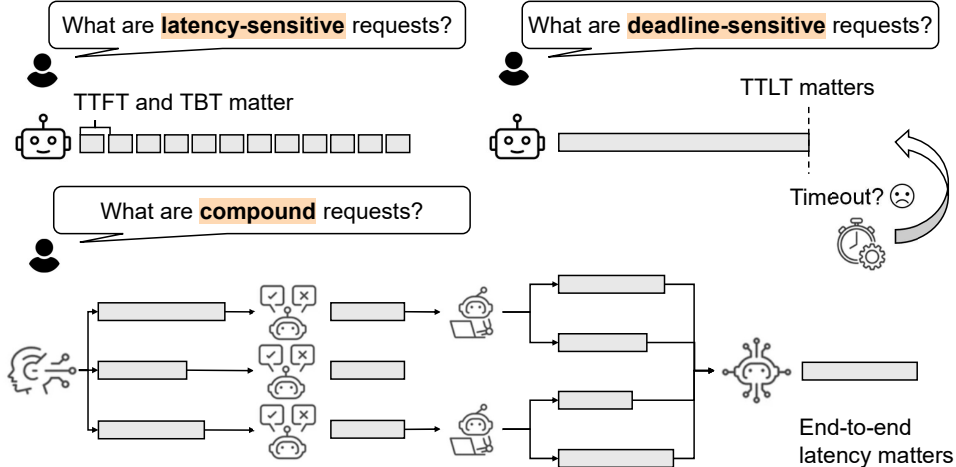 What are latency-sensitive requests?
What are deadline-sensitive requests?
TTFT and TBT matter
TTLT matters
Timeout?
What are compound requests?
End-to-end
latency matters